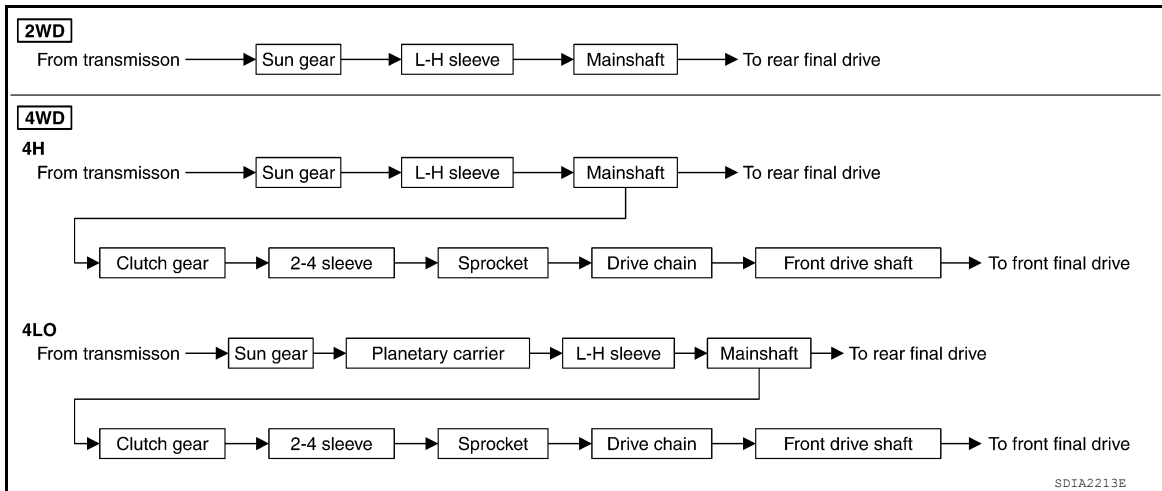 2WD
From transmisson Sun gear L-H sleeve Mainshaft To rear final drive
4WD
4H
From transmisson Sun gear L-H sleeve Mainshaft To rear final drive
Clutch gear 2-4 sleeve Sprocket Drive chain Front drive shaft To front final drive
4LO
From transmisson Sun gear Planetary carrier L-H sleeve Mainshaft To rear final drive
Clutch gear 2-4 sleeve Sprocket Drive chain Front drive shaft To front final drive
SDIA2213E